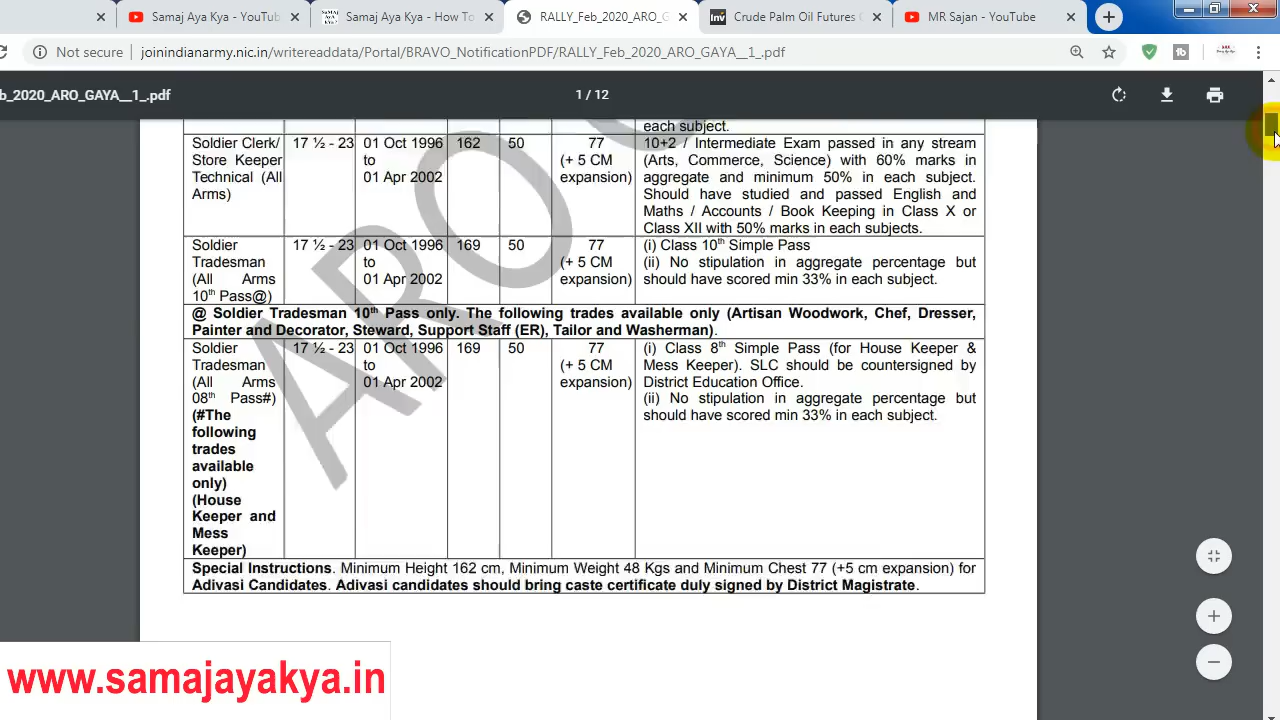 Samaj Aya Kya - YouTub
Samaj Aya Kya - How To
RALLY_Feb_2020_ARO_G
Inv
Crude Palm Oil Futures
MR Sajan - YouTube
Not secure
joinindianarmy.nic.in/writereaddata/Portal/BRAVO_NotificationPDF/RALLY_Feb_2020_ARO_GAYA__1_.pdf
b_2020_ARO_GAYA__1_.pdf
1 / 12
each subject.
Soldier Clerk/
Store Keeper
Technical (All
Arms)
17 ½ - 23
01 Oct 1996
to
01 Apr 2002
162
50
77
(+ 5 CM
expansion)
10+2 / Intermediate Exam passed in any stream
(Arts, Commerce, Science) with 60% marks in
aggregate and minimum 50% in each subject.
Should have studied and passed English and
Maths / Accounts / Book Keeping in Class X or
Class XII with 50% marks in each subjects.
Soldier
Tradesman
(All Arms
10th Pass@)
17 ½ - 23
01 Oct 1996
to
01 Apr 2002
169
50
77
(+ 5 CM
expansion)
(i) Class 10th Simple Pass
(ii) No stipulation in aggregate percentage but
should have scored min 33% in each subject.
@ Soldier Tradesman 10th Pass only. The following trades available only (Artisan Woodwork, Chef, Dresser,
Painter and Decorator, Steward, Support Staff (ER), Tailor and Washerman).
Soldier
Tradesman
(All Arms
08th Pass#)
(#The
following
trades
available
only)
(House
Keeper and
Mess
Keeper)
17 ½ - 23
01 Oct 1996
to
01 Apr 2002
169
50
77
(+ 5 CM
expansion)
(i) Class 8th Simple Pass (for House Keeper &
Mess Keeper). SLC should be countersigned by
District Education Office.
(ii) No stipulation in aggregate percentage but
should have scored min 33% in each subject.
Special Instructions. Minimum Height 162 cm, Minimum Weight 48 Kgs and Minimum Chest 77 (+5 cm expansion) for
Adivasi Candidates. Adivasi candidates should bring caste certificate duly signed by District Magistrate.
ARO
www.samajayakya.in